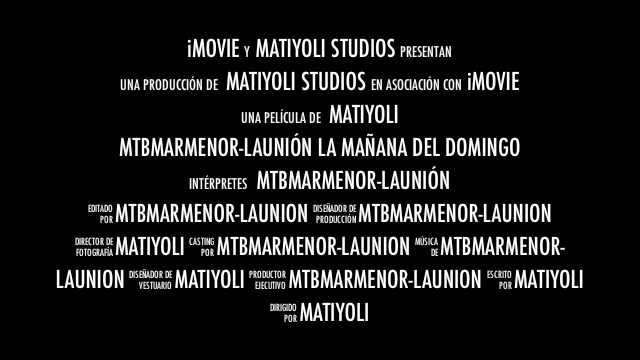 iMOVIE Y MATIYOLI STUDIOS PRESENTAN
UNA PRODUCCIÓN DE MATIYOLI STUDIOS EN ASOCIACIÓN CON iMOVIE
UNA PELÍCULA DE MATIYOLI
MTBMARMENOR-LAUNIÓN LA MAÑANA DEL DOMINGO
INTÉRPRETES MTBMARMENOR-LAUNIÓN
EDITADO POR MTBMARMENOR-LAUNION DISEÑADOR DE PRODUCCIÓN MTBMARMENOR-LAUNION
DIRECTOR DE FOTOGRAFÍA MATIYOLI CASTING POR MTBMARMENOR-LAUNION MÚSICA DE MTBMARMENOR-
LAUNION DISEÑADOR DE VESTUARIO MATIYOLI PRODUCTOR EJECUTIVO MTBMARMENOR-LAUNION ESCRITO POR MATIYOLI
DIRIGIDO POR MATIYOLI